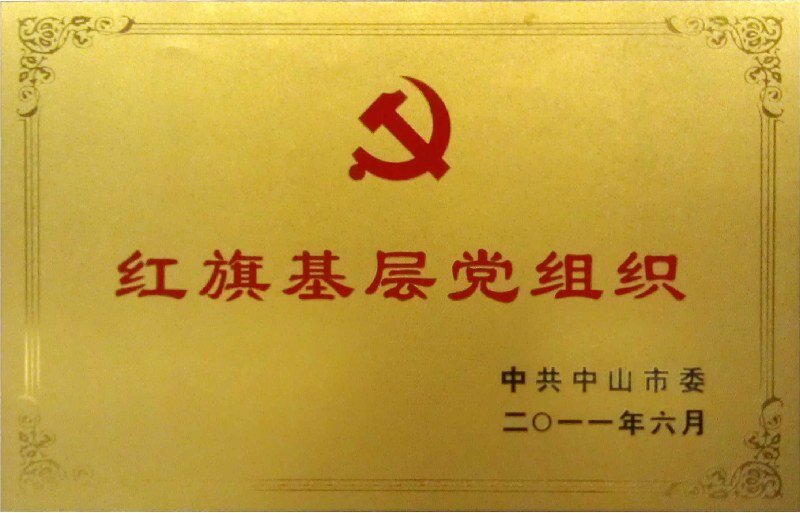 红旗基层党组织
中共中山市委
二〇一一年六月